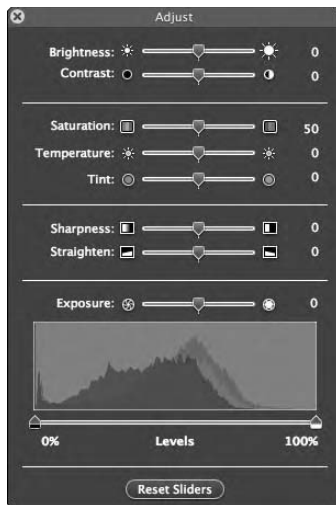 Adjust
Brightness: 0
Contrast: 0
Saturation: 50
Temperature: 0
Tint: 0
Sharpness: 0
Straighten: 0
Exposure: 0
0% Levels 100%
Reset Sliders